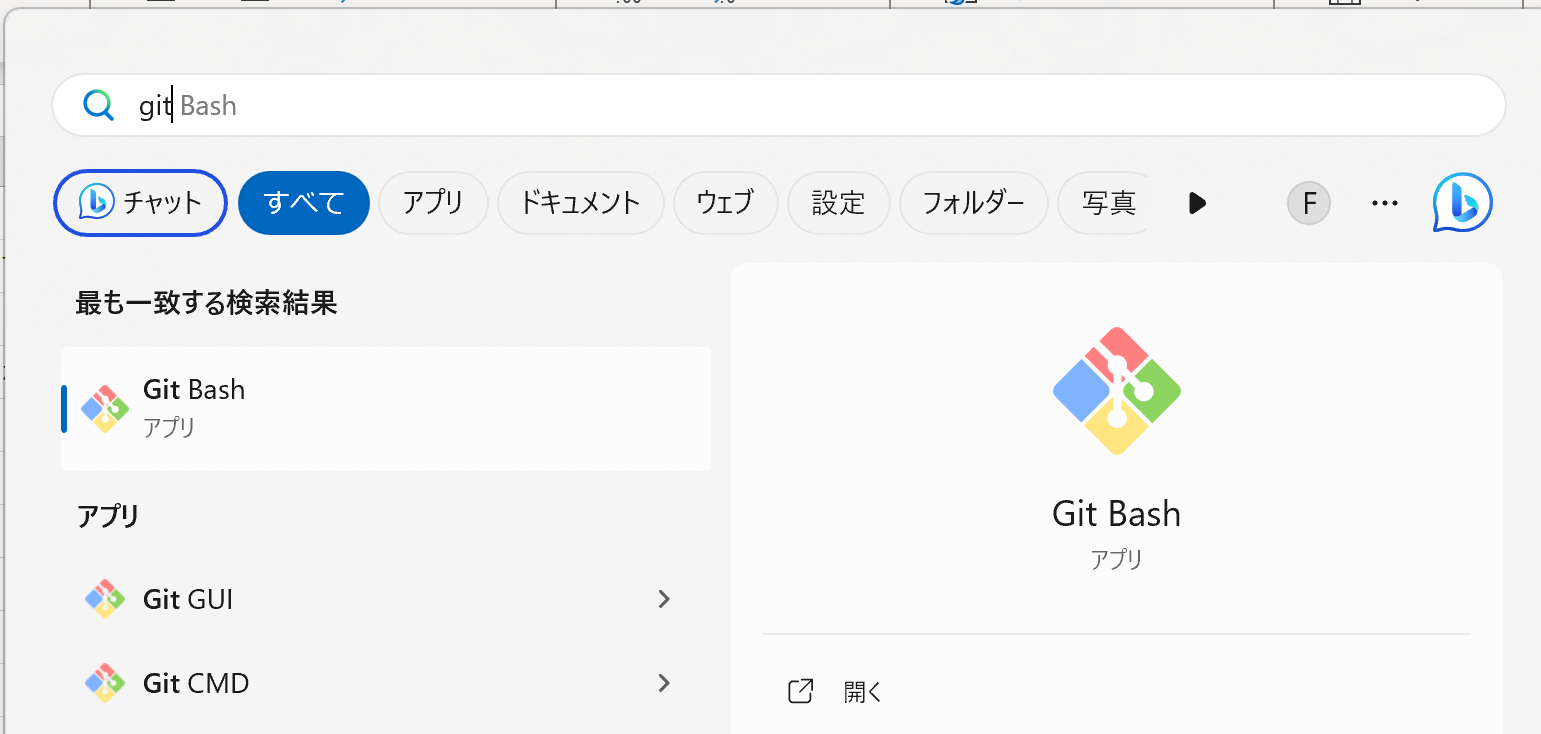 git Bash
チャット すべて アプリ ドキュメント ウェブ 設定 フォルダー 写真 F
最も一致する検索結果
Git Bash
アプリ
アプリ
Git GUI
Git CMD
Git Bash
アプリ
開く